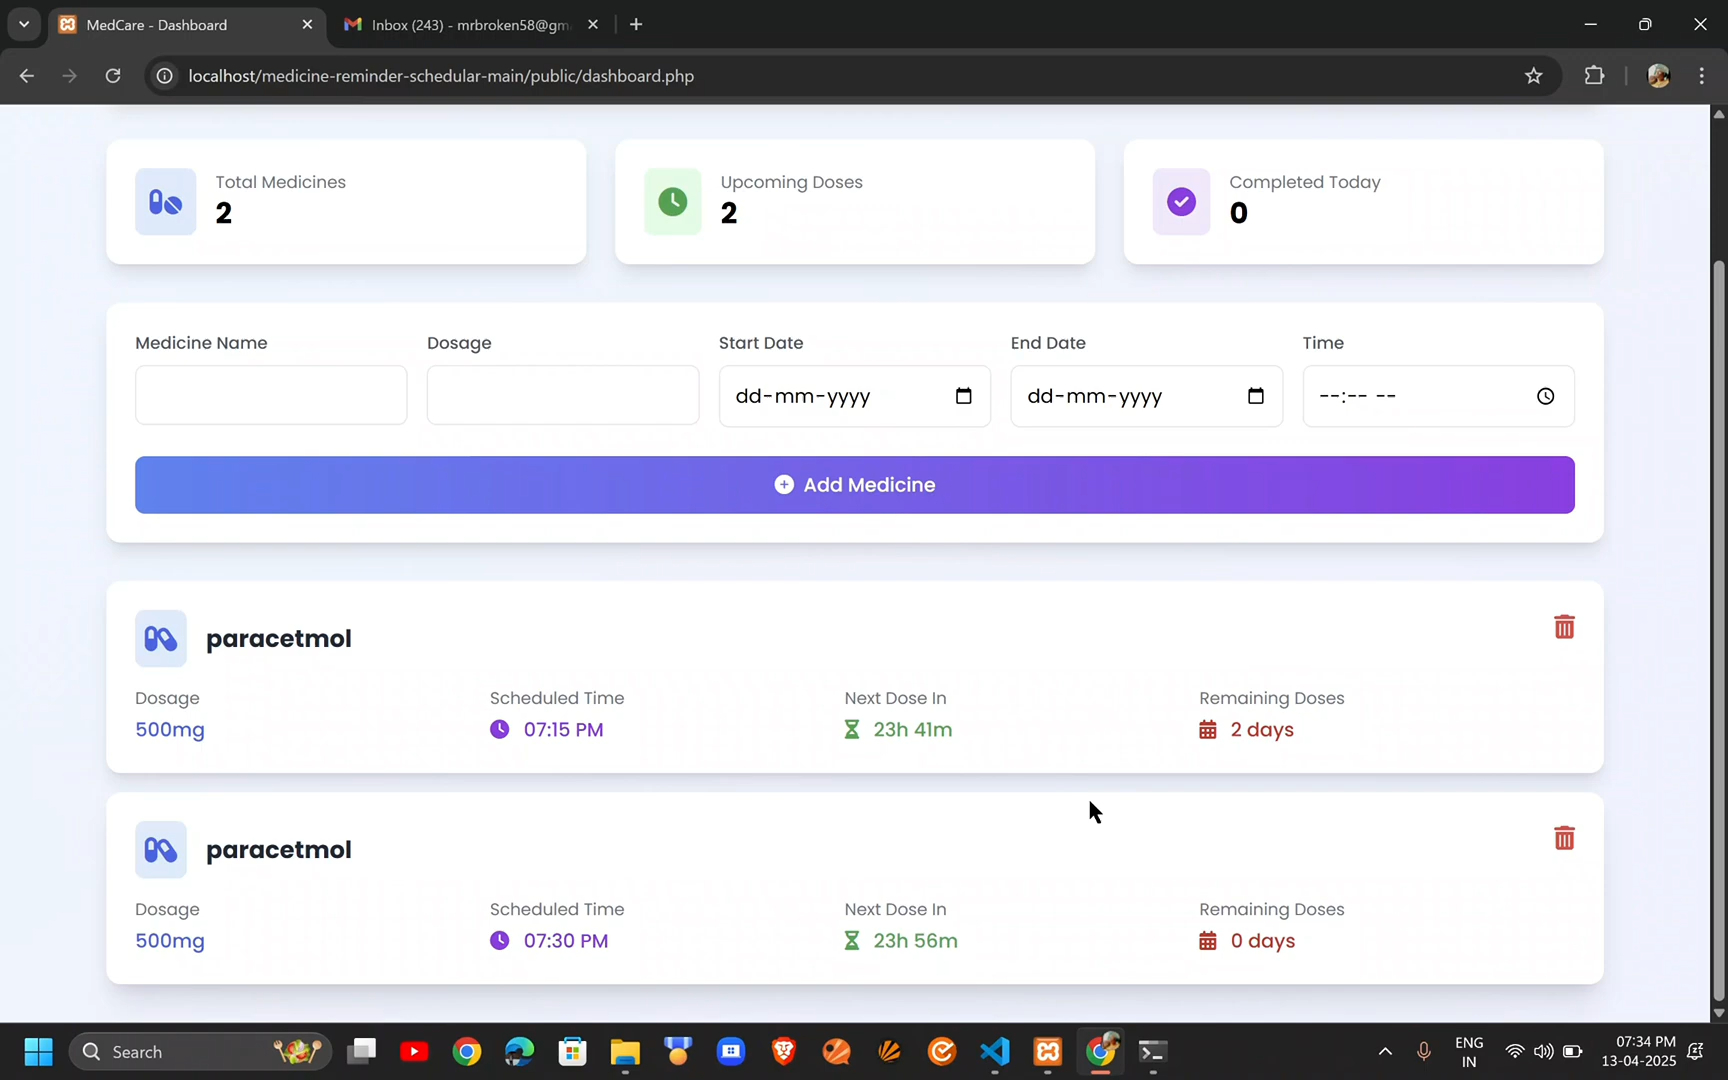 MedCare - Dashboard
Inbox (243) - mrbroken58@gm
localhost/medicine-reminder-schedular-main/public/dashboard.php
Total Medicines
2
Upcoming Doses
2
Completed Today
0
Medicine Name
Dosage
Start Date
End Date
Time
dd-mm-yyyy
dd-mm-yyyy
--:-- --
Add Medicine
paracetmol
Dosage
Scheduled Time
Next Dose In
Remaining Doses
500mg
07:15 PM
23h 41m
2 days
paracetmol
Dosage
Scheduled Time
Next Dose In
Remaining Doses
500mg
07:30 PM
23h 56m
0 days
Search
ENG
IN
07:34 PM
13-04-2025